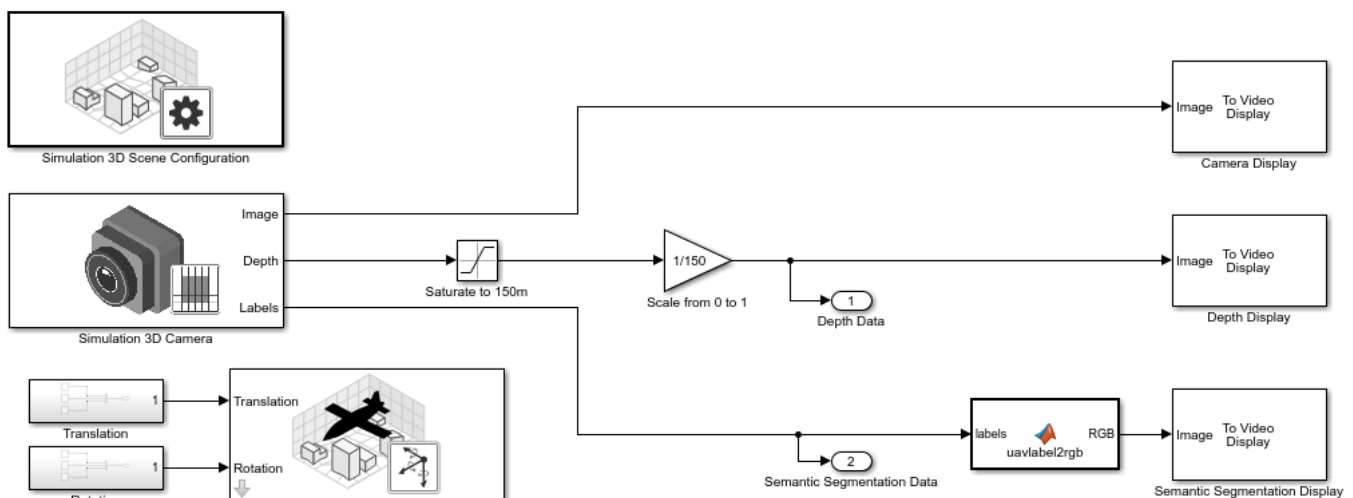 Simulation 3D Scene Configuration
Image
To Video
Display
Camera Display
Image
Depth
Labels
Simulation 3D Camera
Saturate to 150m
1/150
Scale from 0 to 1
1
Depth Data
Image
To Video
Display
Depth Display
1
Translation
1
Translation
Rotation
2
Semantic Segmentation Data
labels
RGB
uavlabel2rgb
Image
To Video
Display
Semantic Segmentation Display